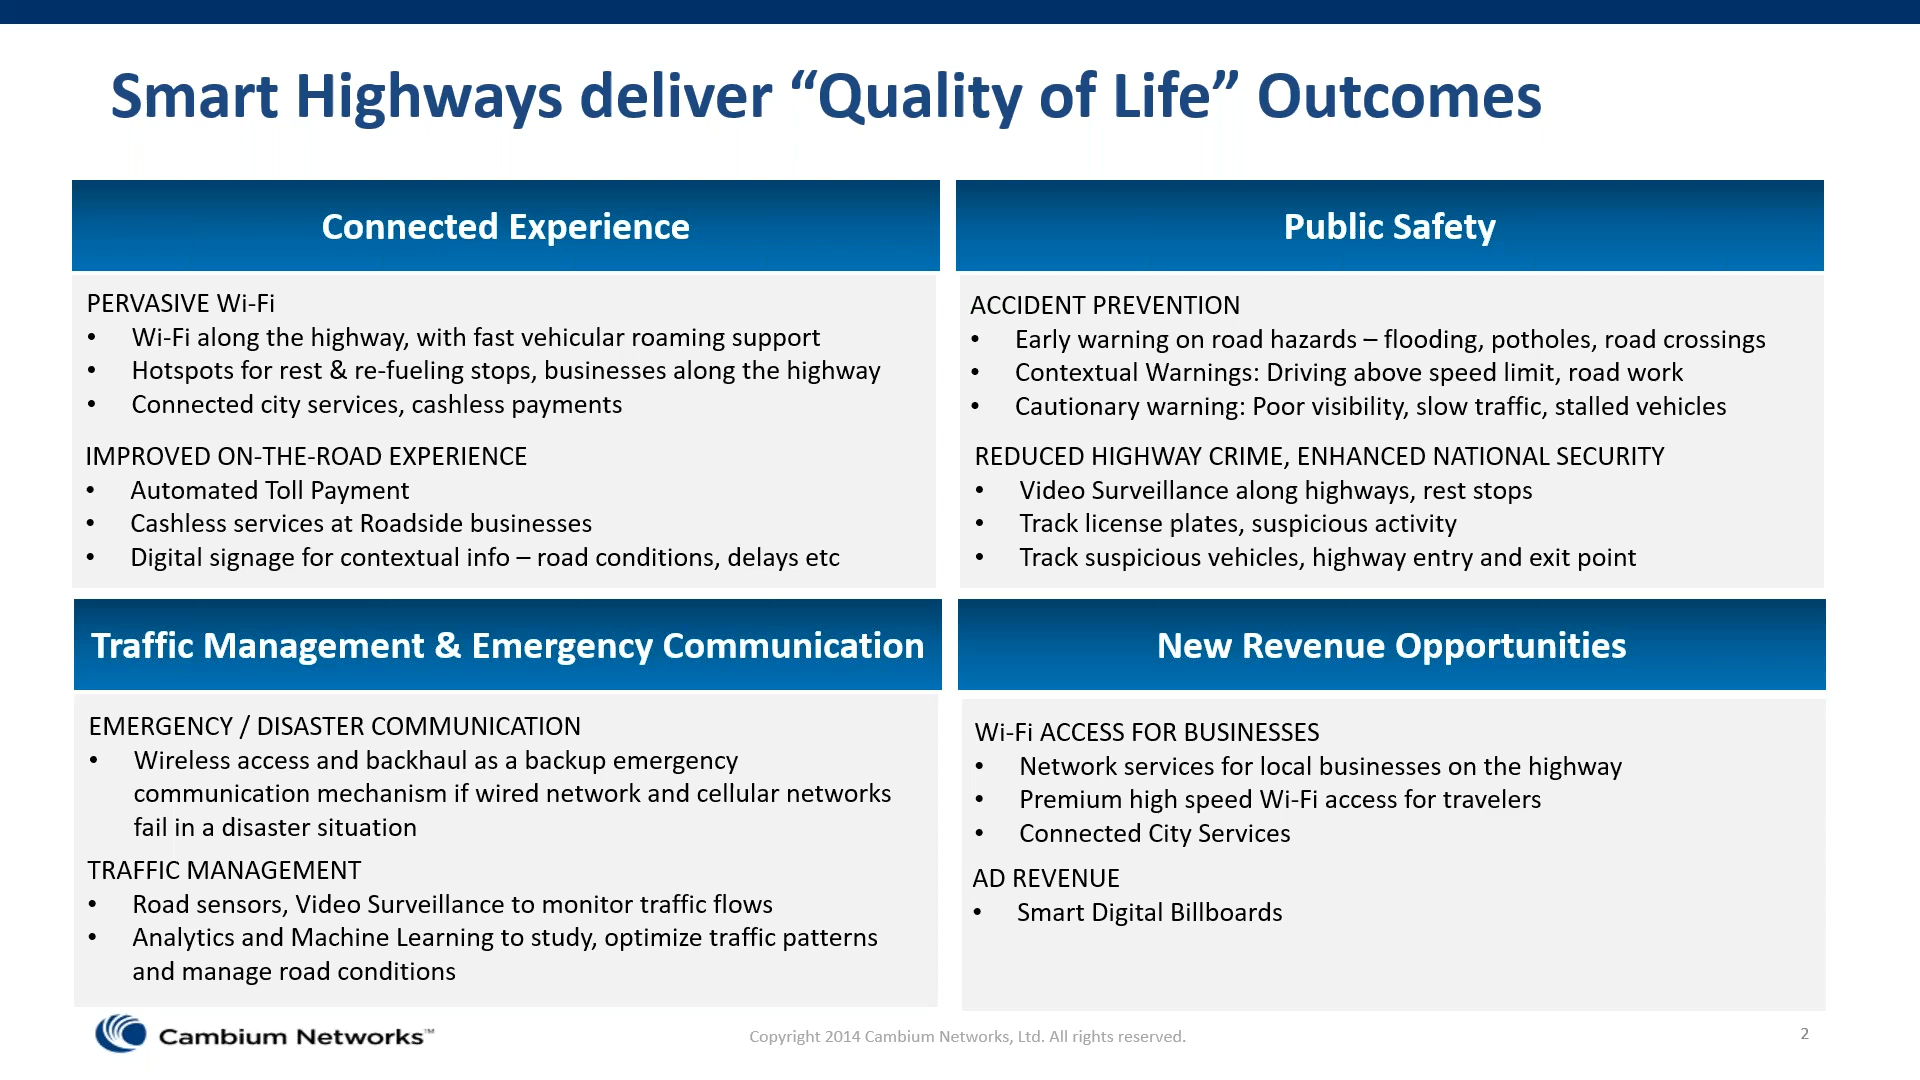 Smart Highways deliver “Quality of Life” Outcomes
Connected Experience
PERVASIVE Wi-Fi
• Wi-Fi along the highway, with fast vehicular roaming support
• Hotspots for rest & re-fueling stops, businesses along the highway
• Connected city services, cashless payments
IMPROVED ON-THE-ROAD EXPERIENCE
• Automated Toll Payment
• Cashless services at Roadside businesses
• Digital signage for contextual info – road conditions, delays etc
Public Safety
ACCIDENT PREVENTION
• Early warning on road hazards – flooding, potholes, road crossings
• Contextual Warnings: Driving above speed limit, road work
• Cautionary warning: Poor visibility, slow traffic, stalled vehicles
REDUCED HIGHWAY CRIME, ENHANCED NATIONAL SECURITY
• Video Surveillance along highways, rest stops
• Track license plates, suspicious activity
• Track suspicious vehicles, highway entry and exit point
Traffic Management & Emergency Communication
EMERGENCY / DISASTER COMMUNICATION
• Wireless access and backhaul as a backup emergency
communication mechanism if wired network and cellular networks
fail in a disaster situation
TRAFFIC MANAGEMENT
• Road sensors, Video Surveillance to monitor traffic flows
• Analytics and Machine Learning to study, optimize traffic patterns
and manage road conditions
New Revenue Opportunities
Wi-Fi ACCESS FOR BUSINESSES
• Network services for local businesses on the highway
• Premium high speed Wi-Fi access for travelers
• Connected City Services
AD REVENUE
• Smart Digital Billboards
Cambium Networks™
Copyright 2014 Cambium Networks, Ltd. All rights reserved.
2